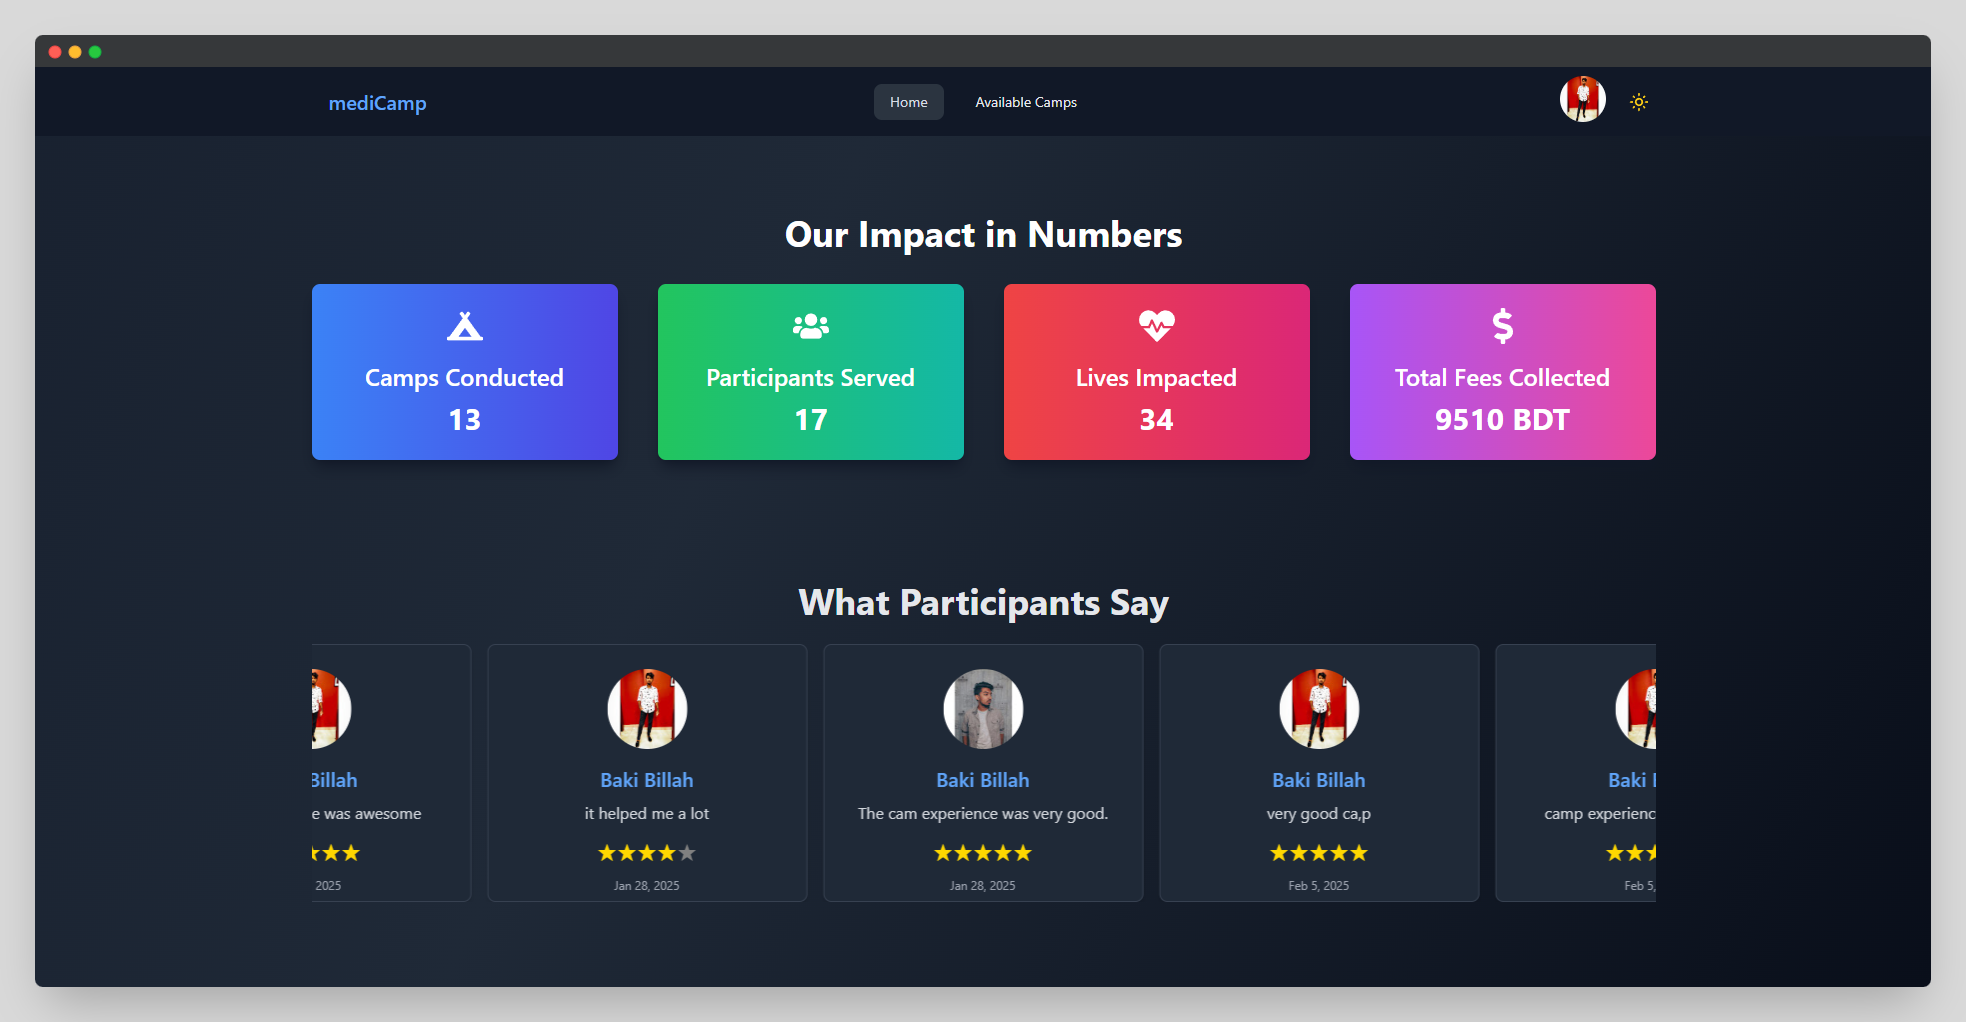 mediCamp
Home
Available Camps
Our Impact in Numbers
Camps Conducted
13
Participants Served
17
Lives Impacted
34
Total Fees Collected
9510 BDT
What Participants Say
Billah
e was awesome
2025
Baki Billah
it helped me a lot
Jan 28, 2025
Baki Billah
The cam experience was very good.
Jan 28, 2025
Baki Billah
very good ca,p
Feb 5, 2025
Baki
camp experienc
Feb 5,